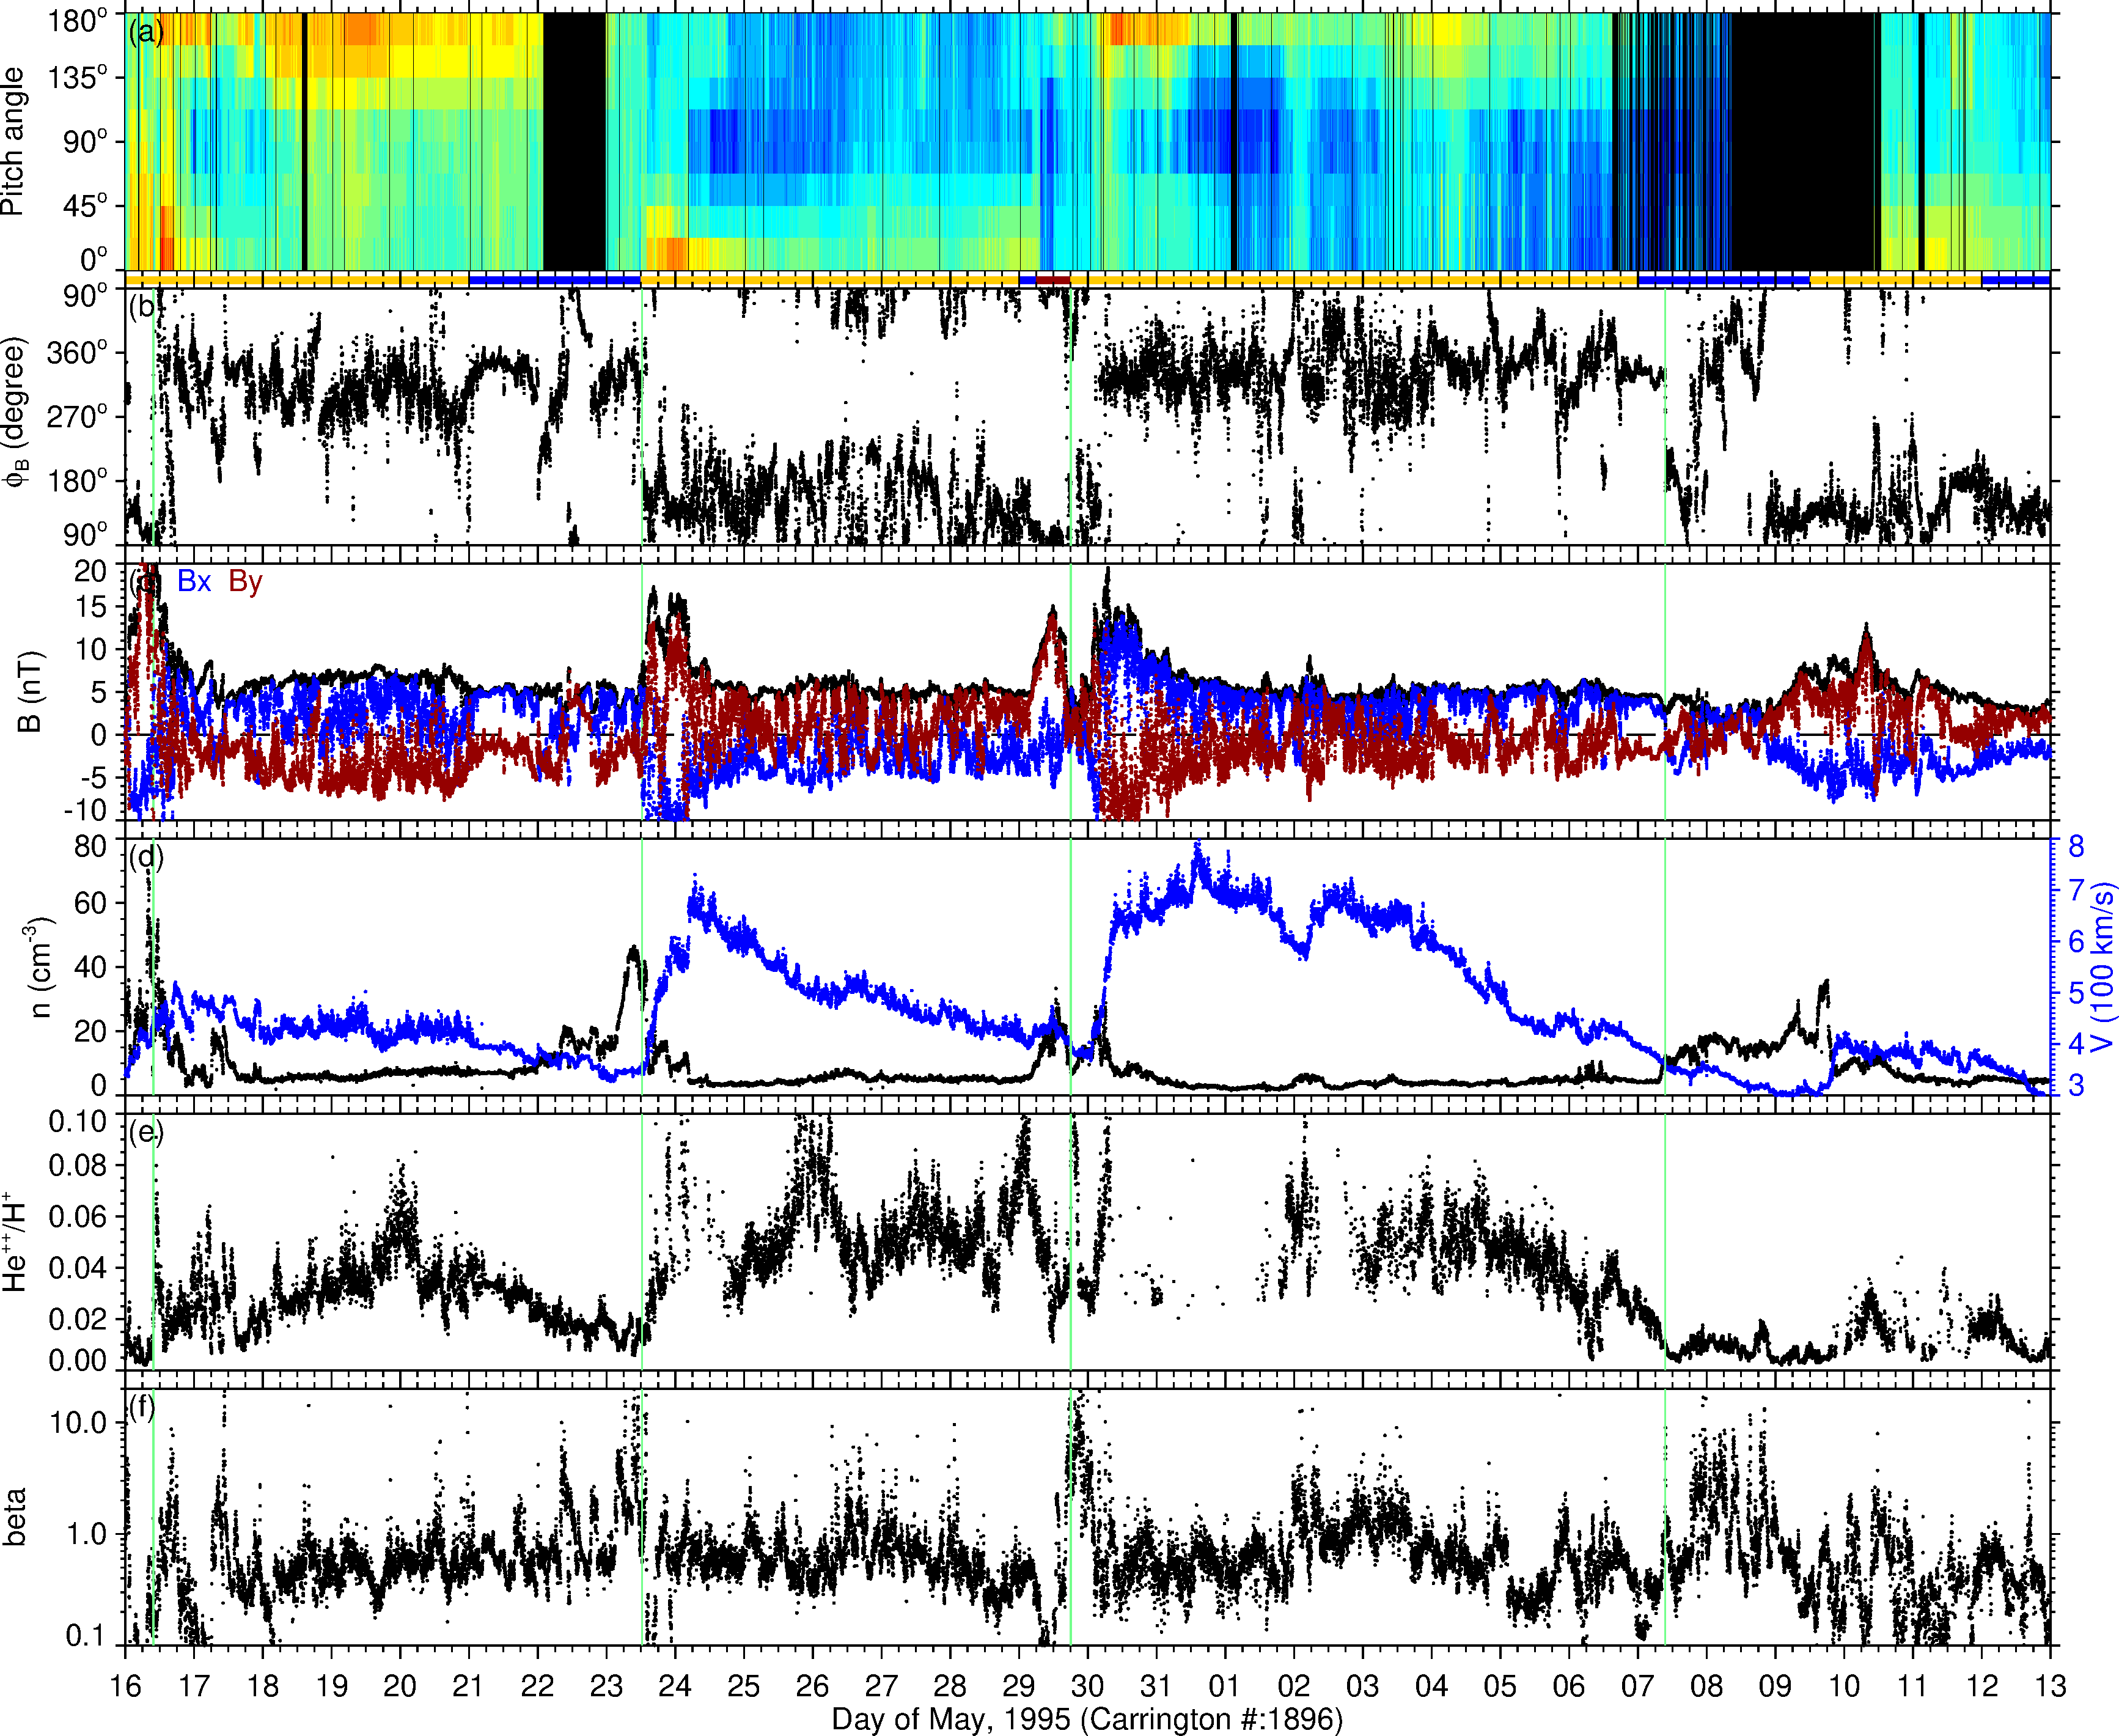 (a)
180°
135°
90°
45°
0°
Pitch angle
(b)
90°
360°
270°
180°
90°
ϕB (degree)
Bx By
20
15
10
5
0
-5
-10
B (nT)
(d)
80
60
40
20
0
n (cm-3)
8
7
6
5
4
3
V (100 km/s)
(e)
0.10
0.08
0.06
0.04
0.02
0.00
He++/H+
(f)
10.0
1.0
0.1
beta
16 17 18 19 20 21 22 23 24 25 26 27 28 29 30 31 01 02 03 04 05 06 07 08 09 10 11 12 13
Day of May, 1995 (Carrington #:1896)